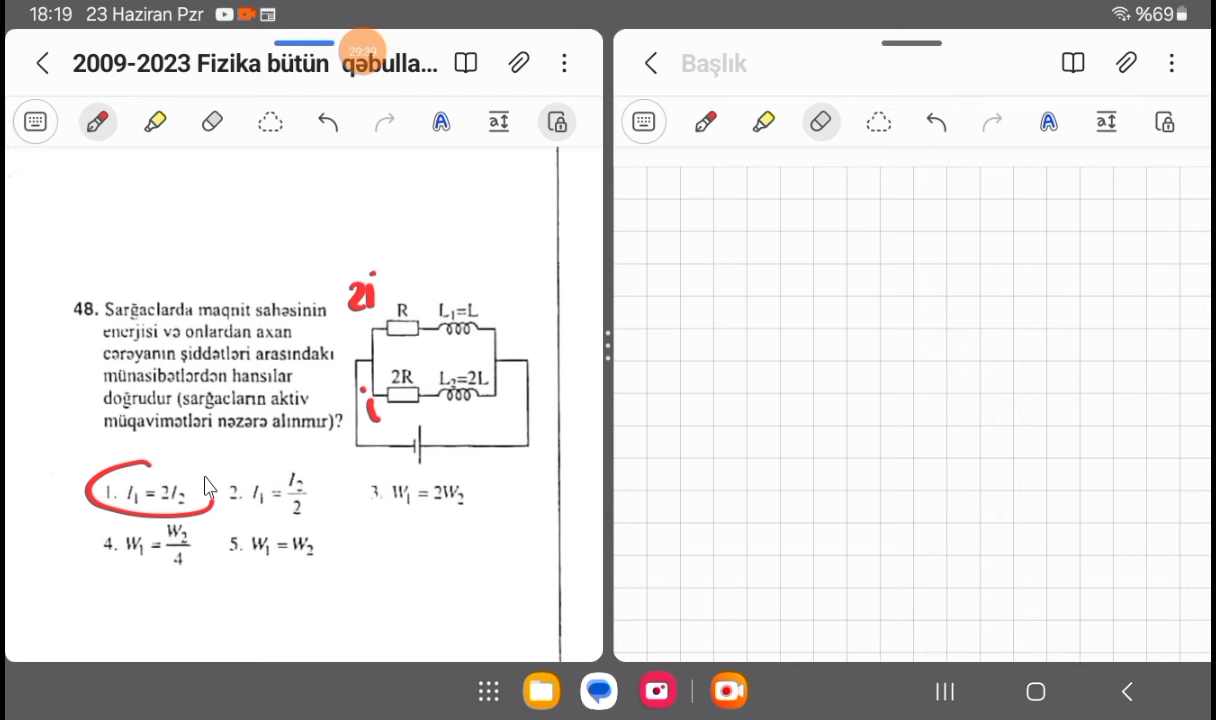 18:19 23 Haziran Pzr %69
2009-2023 Fizika bütün qəbulla...
29:39
Başlık
48. Sarğaclarda maqnit sahəsinin
enerjisi və onlardan axan
cərəyanın şiddətləri arasındakı
münasibətlərdən hansılar
doğrudur (sarğacların aktiv
müqavimətləri nəzərə alınmır)?
2i
R L₁=L
2R L₂=2L
i
1. I₁ = 2I₂ 2. I₁ = I₂/2 3. W₁ = 2W₂
4. W₁ = W₂/4 5. W₁ = W₂